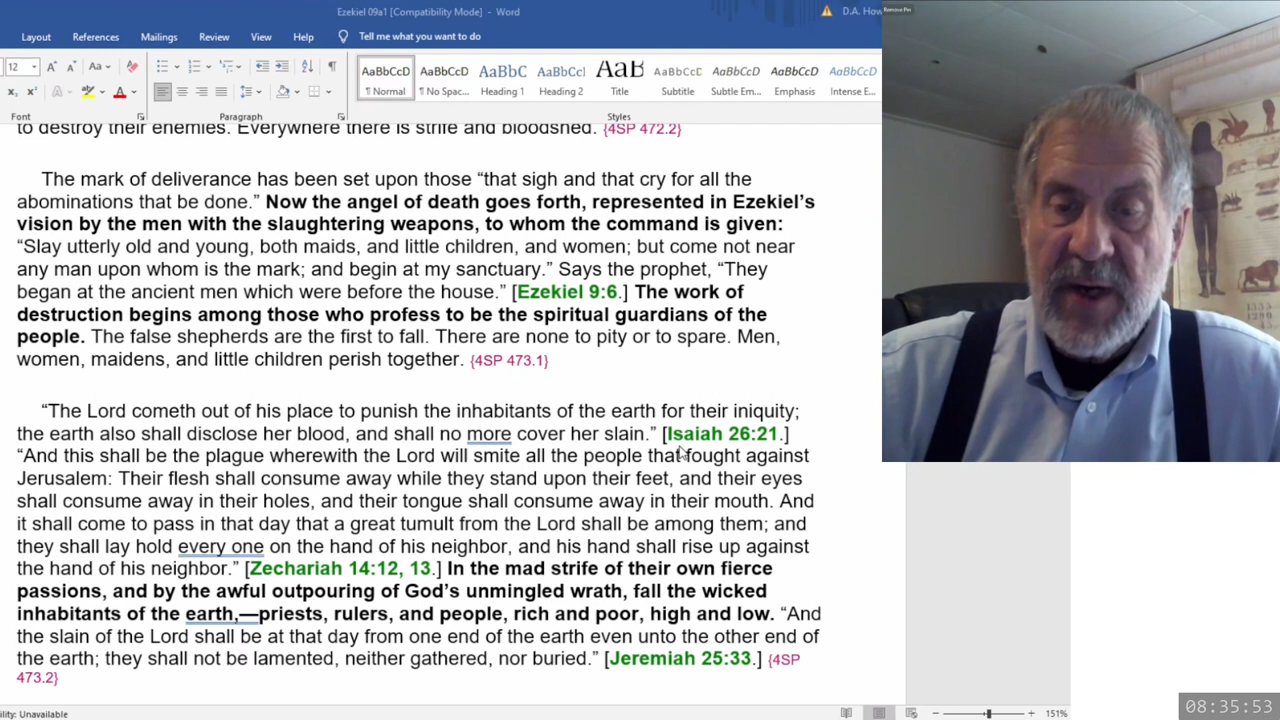 Ezekiel 09a1 [Compatibility Mode] - Word
D.A. How
Remove Pin
Layout References Mailings Review View Help Tell me what you want to do
12
AaBbCcD AaBbCcD AaBbC AaBbCcl AaB AaBbCcD AaBbCcD AaBbCcD AaBbCcD
¶ Normal ¶ No Spac... Heading 1 Heading 2 Title Subtitle Subtle Em... Emphasis Intense E...
Font Paragraph Styles
to destroy their enemies. Everywhere there is strife and bloodshed. {4SP 472.2}
The mark of deliverance has been set upon those “that sigh and that cry for all the
abominations that be done.” Now the angel of death goes forth, represented in Ezekiel’s
vision by the men with the slaughtering weapons, to whom the command is given:
“Slay utterly old and young, both maids, and little children, and women; but come not near
any man upon whom is the mark; and begin at my sanctuary.” Says the prophet, “They
began at the ancient men which were before the house.” [Ezekiel 9:6.] The work of
destruction begins among those who profess to be the spiritual guardians of the
people. The false shepherds are the first to fall. There are none to pity or to spare. Men,
women, maidens, and little children perish together. {4SP 473.1}
“The Lord cometh out of his place to punish the inhabitants of the earth for their iniquity;
the earth also shall disclose her blood, and shall no more cover her slain.” [Isaiah 26:21.]
“And this shall be the plague wherewith the Lord will smite all the people that fought against
Jerusalem: Their flesh shall consume away while they stand upon their feet, and their eyes
shall consume away in their holes, and their tongue shall consume away in their mouth. And
it shall come to pass in that day that a great tumult from the Lord shall be among them; and
they shall lay hold every one on the hand of his neighbor, and his hand shall rise up against
the hand of his neighbor.” [Zechariah 14:12, 13.] In the mad strife of their own fierce
passions, and by the awful outpouring of God’s unmingled wrath, fall the wicked
inhabitants of the earth,—priests, rulers, and people, rich and poor, high and low. “And
the slain of the Lord shall be at that day from one end of the earth even unto the other end of
the earth; they shall not be lamented, neither gathered, nor buried.” [Jeremiah 25:33.] {4SP
473.2}
ility: Unavailable
151%
08:35:53